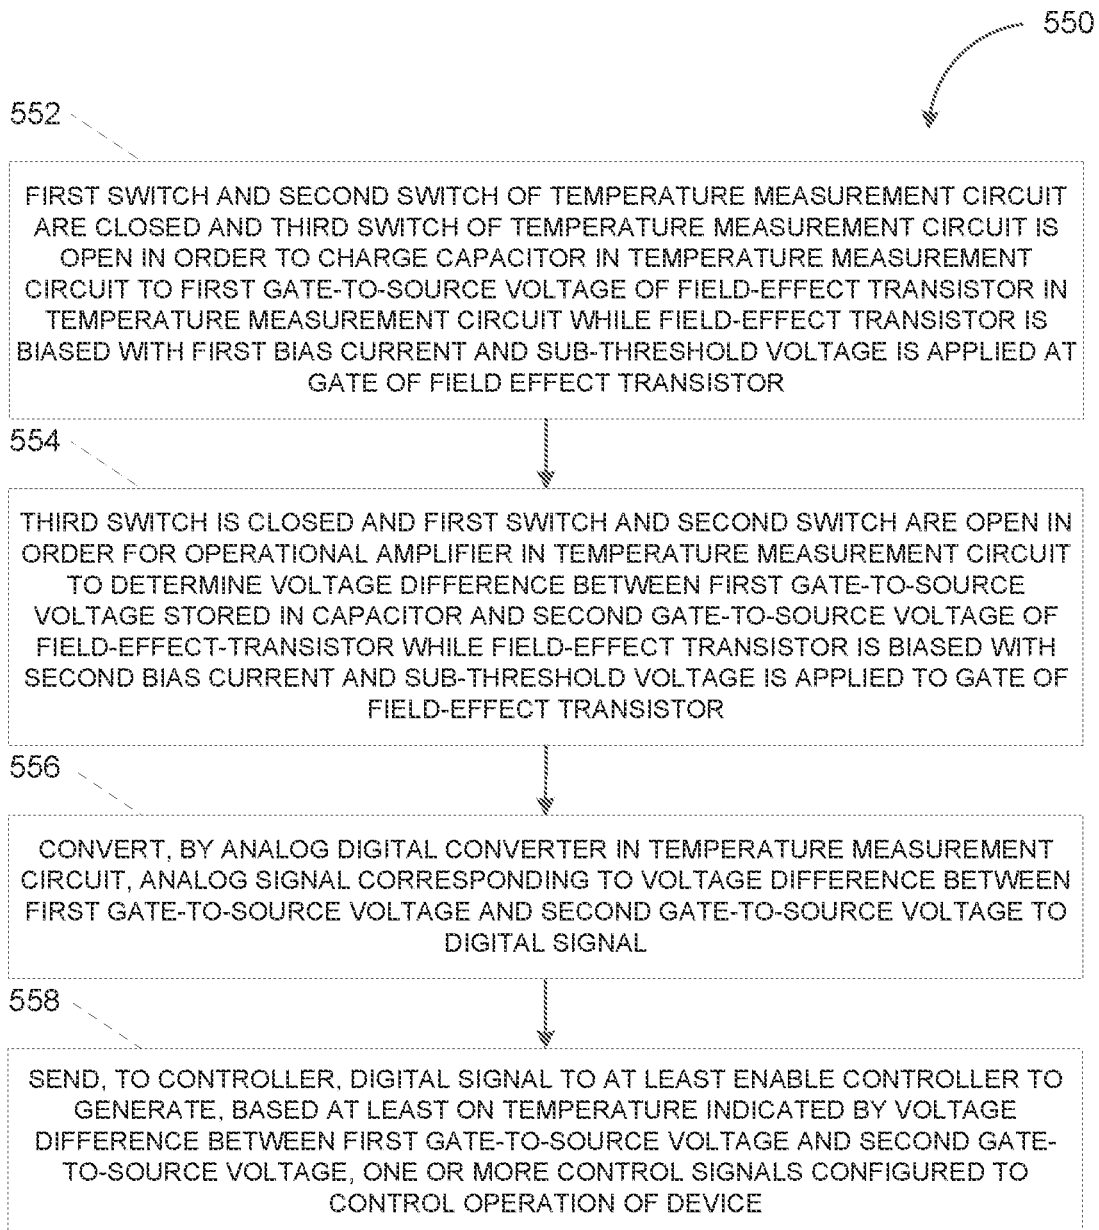 550
552
FIRST SWITCH AND SECOND SWITCH OF TEMPERATURE MEASUREMENT CIRCUIT
ARE CLOSED AND THIRD SWITCH OF TEMPERATURE MEASUREMENT CIRCUIT IS
OPEN IN ORDER TO CHARGE CAPACITOR IN TEMPERATURE MEASUREMENT
CIRCUIT TO FIRST GATE-TO-SOURCE VOLTAGE OF FIELD-EFFECT TRANSISTOR IN
TEMPERATURE MEASUREMENT CIRCUIT WHILE FIELD-EFFECT TRANSISTOR IS
BIASED WITH FIRST BIAS CURRENT AND SUB-THRESHOLD VOLTAGE IS APPLIED AT
GATE OF FIELD EFFECT TRANSISTOR
554
THIRD SWITCH IS CLOSED AND FIRST SWITCH AND SECOND SWITCH ARE OPEN IN
ORDER FOR OPERATIONAL AMPLIFIER IN TEMPERATURE MEASUREMENT CIRCUIT
TO DETERMINE VOLTAGE DIFFERENCE BETWEEN FIRST GATE-TO-SOURCE
VOLTAGE STORED IN CAPACITOR AND SECOND GATE-TO-SOURCE VOLTAGE OF
FIELD-EFFECT-TRANSISTOR WHILE FIELD-EFFECT TRANSISTOR IS BIASED WITH
SECOND BIAS CURRENT AND SUB-THRESHOLD VOLTAGE IS APPLIED TO GATE OF
FIELD-EFFECT TRANSISTOR
556
CONVERT, BY ANALOG DIGITAL CONVERTER IN TEMPERATURE MEASUREMENT
CIRCUIT, ANALOG SIGNAL CORRESPONDING TO VOLTAGE DIFFERENCE BETWEEN
FIRST GATE-TO-SOURCE VOLTAGE AND SECOND GATE-TO-SOURCE VOLTAGE TO
DIGITAL SIGNAL
558
SEND, TO CONTROLLER, DIGITAL SIGNAL TO AT LEAST ENABLE CONTROLLER TO
GENERATE, BASED AT LEAST ON TEMPERATURE INDICATED BY VOLTAGE
DIFFERENCE BETWEEN FIRST GATE-TO-SOURCE VOLTAGE AND SECOND GATE-
TO-SOURCE VOLTAGE, ONE OR MORE CONTROL SIGNALS CONFIGURED TO
CONTROL OPERATION OF DEVICE